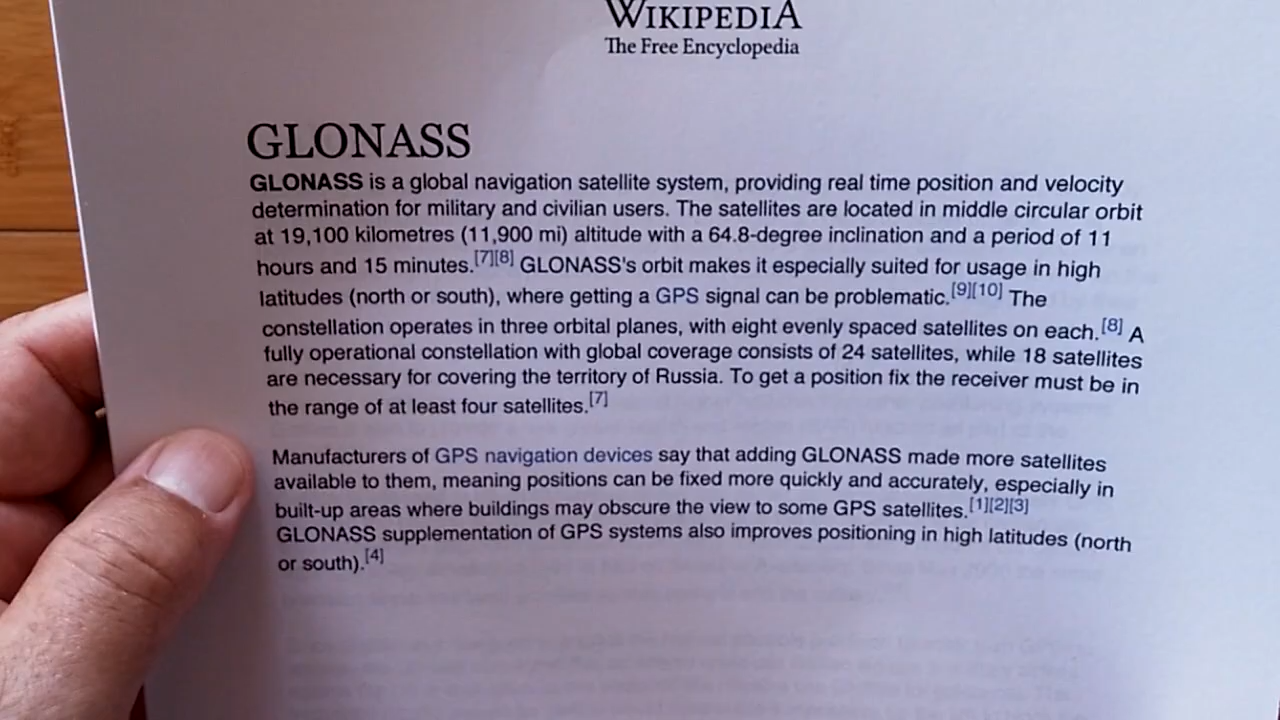 WIKIPEDIA
The Free Encyclopedia
GLONASS
GLONASS is a global navigation satellite system, providing real time position and velocity
determination for military and civilian users. The satellites are located in middle circular orbit
at 19,100 kilometres (11,900 mi) altitude with a 64.8-degree inclination and a period of 11
hours and 15 minutes.[7][8] GLONASS's orbit makes it especially suited for usage in high
latitudes (north or south), where getting a GPS signal can be problematic.[9][10] The
constellation operates in three orbital planes, with eight evenly spaced satellites on each.[8] A
fully operational constellation with global coverage consists of 24 satellites, while 18 satellites
are necessary for covering the territory of Russia. To get a position fix the receiver must be in
the range of at least four satellites.[7]
Manufacturers of GPS navigation devices say that adding GLONASS made more satellites
available to them, meaning positions can be fixed more quickly and accurately, especially in
built-up areas where buildings may obscure the view to some GPS satellites.[1][2][3]
GLONASS supplementation of GPS systems also improves positioning in high latitudes (north
or south).[4]